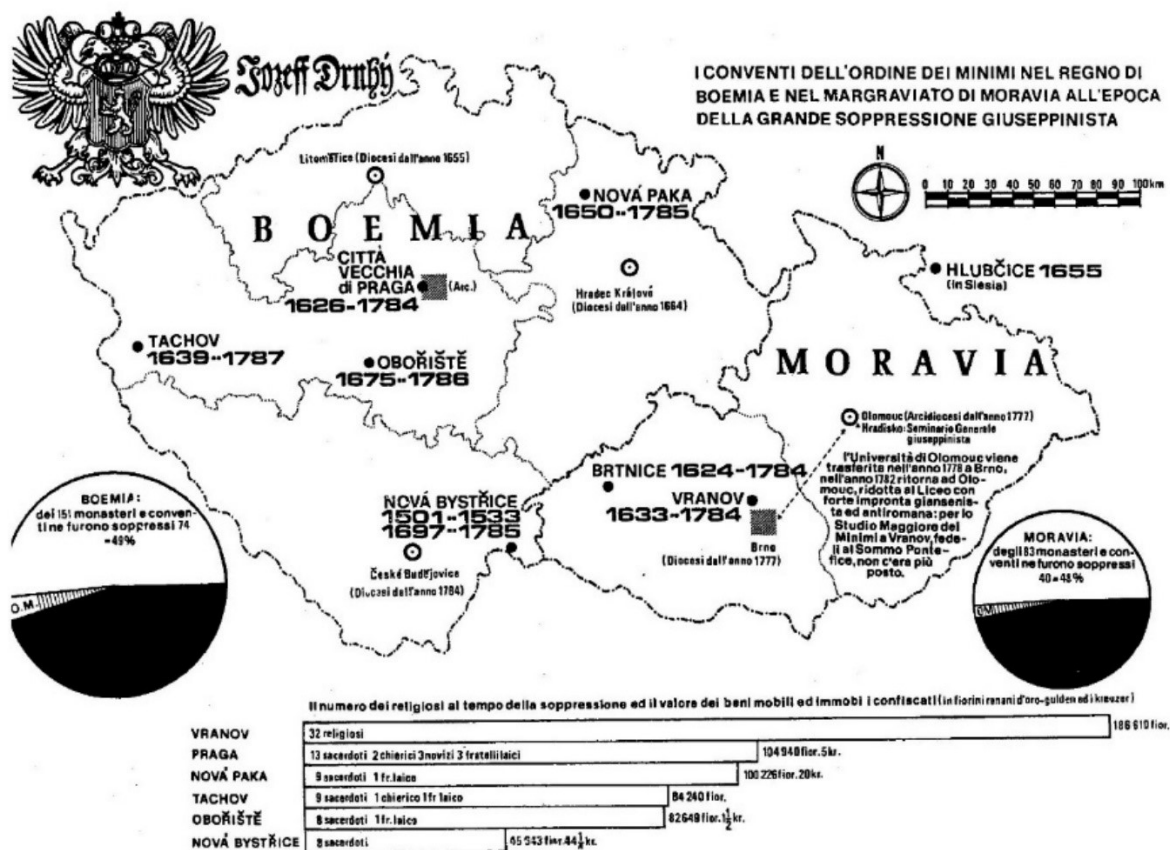 Jozeff Druhý
I CONVENTI DELL'ORDINE DEI MINIMI NEL REGNO DI
BOEMIA E NEL MARGRAVIATO DI MORAVIA ALL'EPOCA
DELLA GRANDE SOPPRESSIONE GIUSEPPINISTA
N
0 10 20 30 40 50 60 70 80 90 100km
Litoměřice (Diocesi dall'anno 1655)
BOEMIA
NOVÁ PAKA
1650--1785
CITTÀ
VECCHIA
di PRAGA
(Arc.)
1626-1784
Hradec Králové
(Diocesi dall'anno 1664)
HLUBČICE 1655
(in Slesia)
TACHOV
1639--1787
OBOŘIŠTĚ
1675--1786
MORAVIA
Olomouc (Arcidiocesi dall'anno 1777)
Hradisko: Seminario Generale
giuseppinista
l'Università di Olomouc viene
trasferita nell'anno 1778 a Brno,
nell'anno 1782 ritorna ad Olo-
mouc, ridotta al Liceo con
forte impronta giansenis-
ta ed antiromana: per lo
Studio Maggiore dei
Minimi a Vranov, fede-
li al Sommo Ponte-
fice, non c'era più
posto.
BRTNICE 1624-1784
VRANOV
1633-1784
Brno
(Diocesi dall'anno 1777)
NOVÁ BYSTŘICE
1501--1533
1697--1785
České Budějovice
(Diocesi dall'anno 1784)
BOEMIA:
dei 151 monasteri e conven-
ti ne furono soppressi 74
=49%
O.M.
MORAVIA:
degli 83 monasteri e con-
venti ne furono soppressi
40=48%
O.M.
Il numero dei religiosi al tempo della soppressione ed il valore dei beni mobili ed immobi i confiscati (in fiorini renani d'oro-gulden ed i kreuzer)
VRANOV 32 religiosi 186 610 fior.
PRAGA 13 sacerdoti 2 chierici 3 novizi 3 fratelli laici 104 940 fior. 5 kr.
NOVÁ PAKA 9 sacerdoti 1 fr. laico 100 226 fior. 20 kr.
TACHOV 9 sacerdoti 1 chierico 1 fr laico 84 240 fior.
OBOŘIŠTĚ 8 sacerdoti 1 fr. laico 82 649 fior. 1½ kr.
NOVÁ BYSTŘICE 8 sacerdoti fior. 44½ kr.